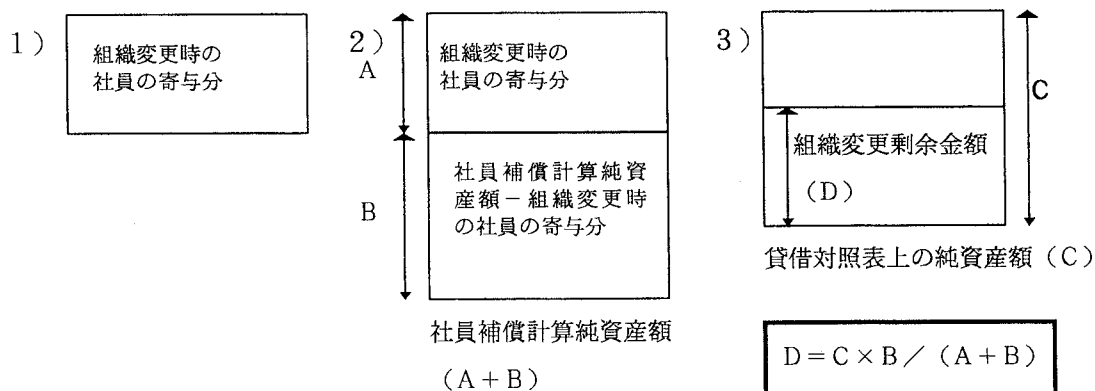 1)
組織変更時の
社員の寄与分
2)
A
組織変更時の
社員の寄与分
B
社員補償計算純資
産額－組織変更時
の社員の寄与分
社員補償計算純資産額
(A＋B)
3)
C
組織変更剰余金額
(D)
貸借対照表上の純資産額(C)
D＝C×B／(A＋B)